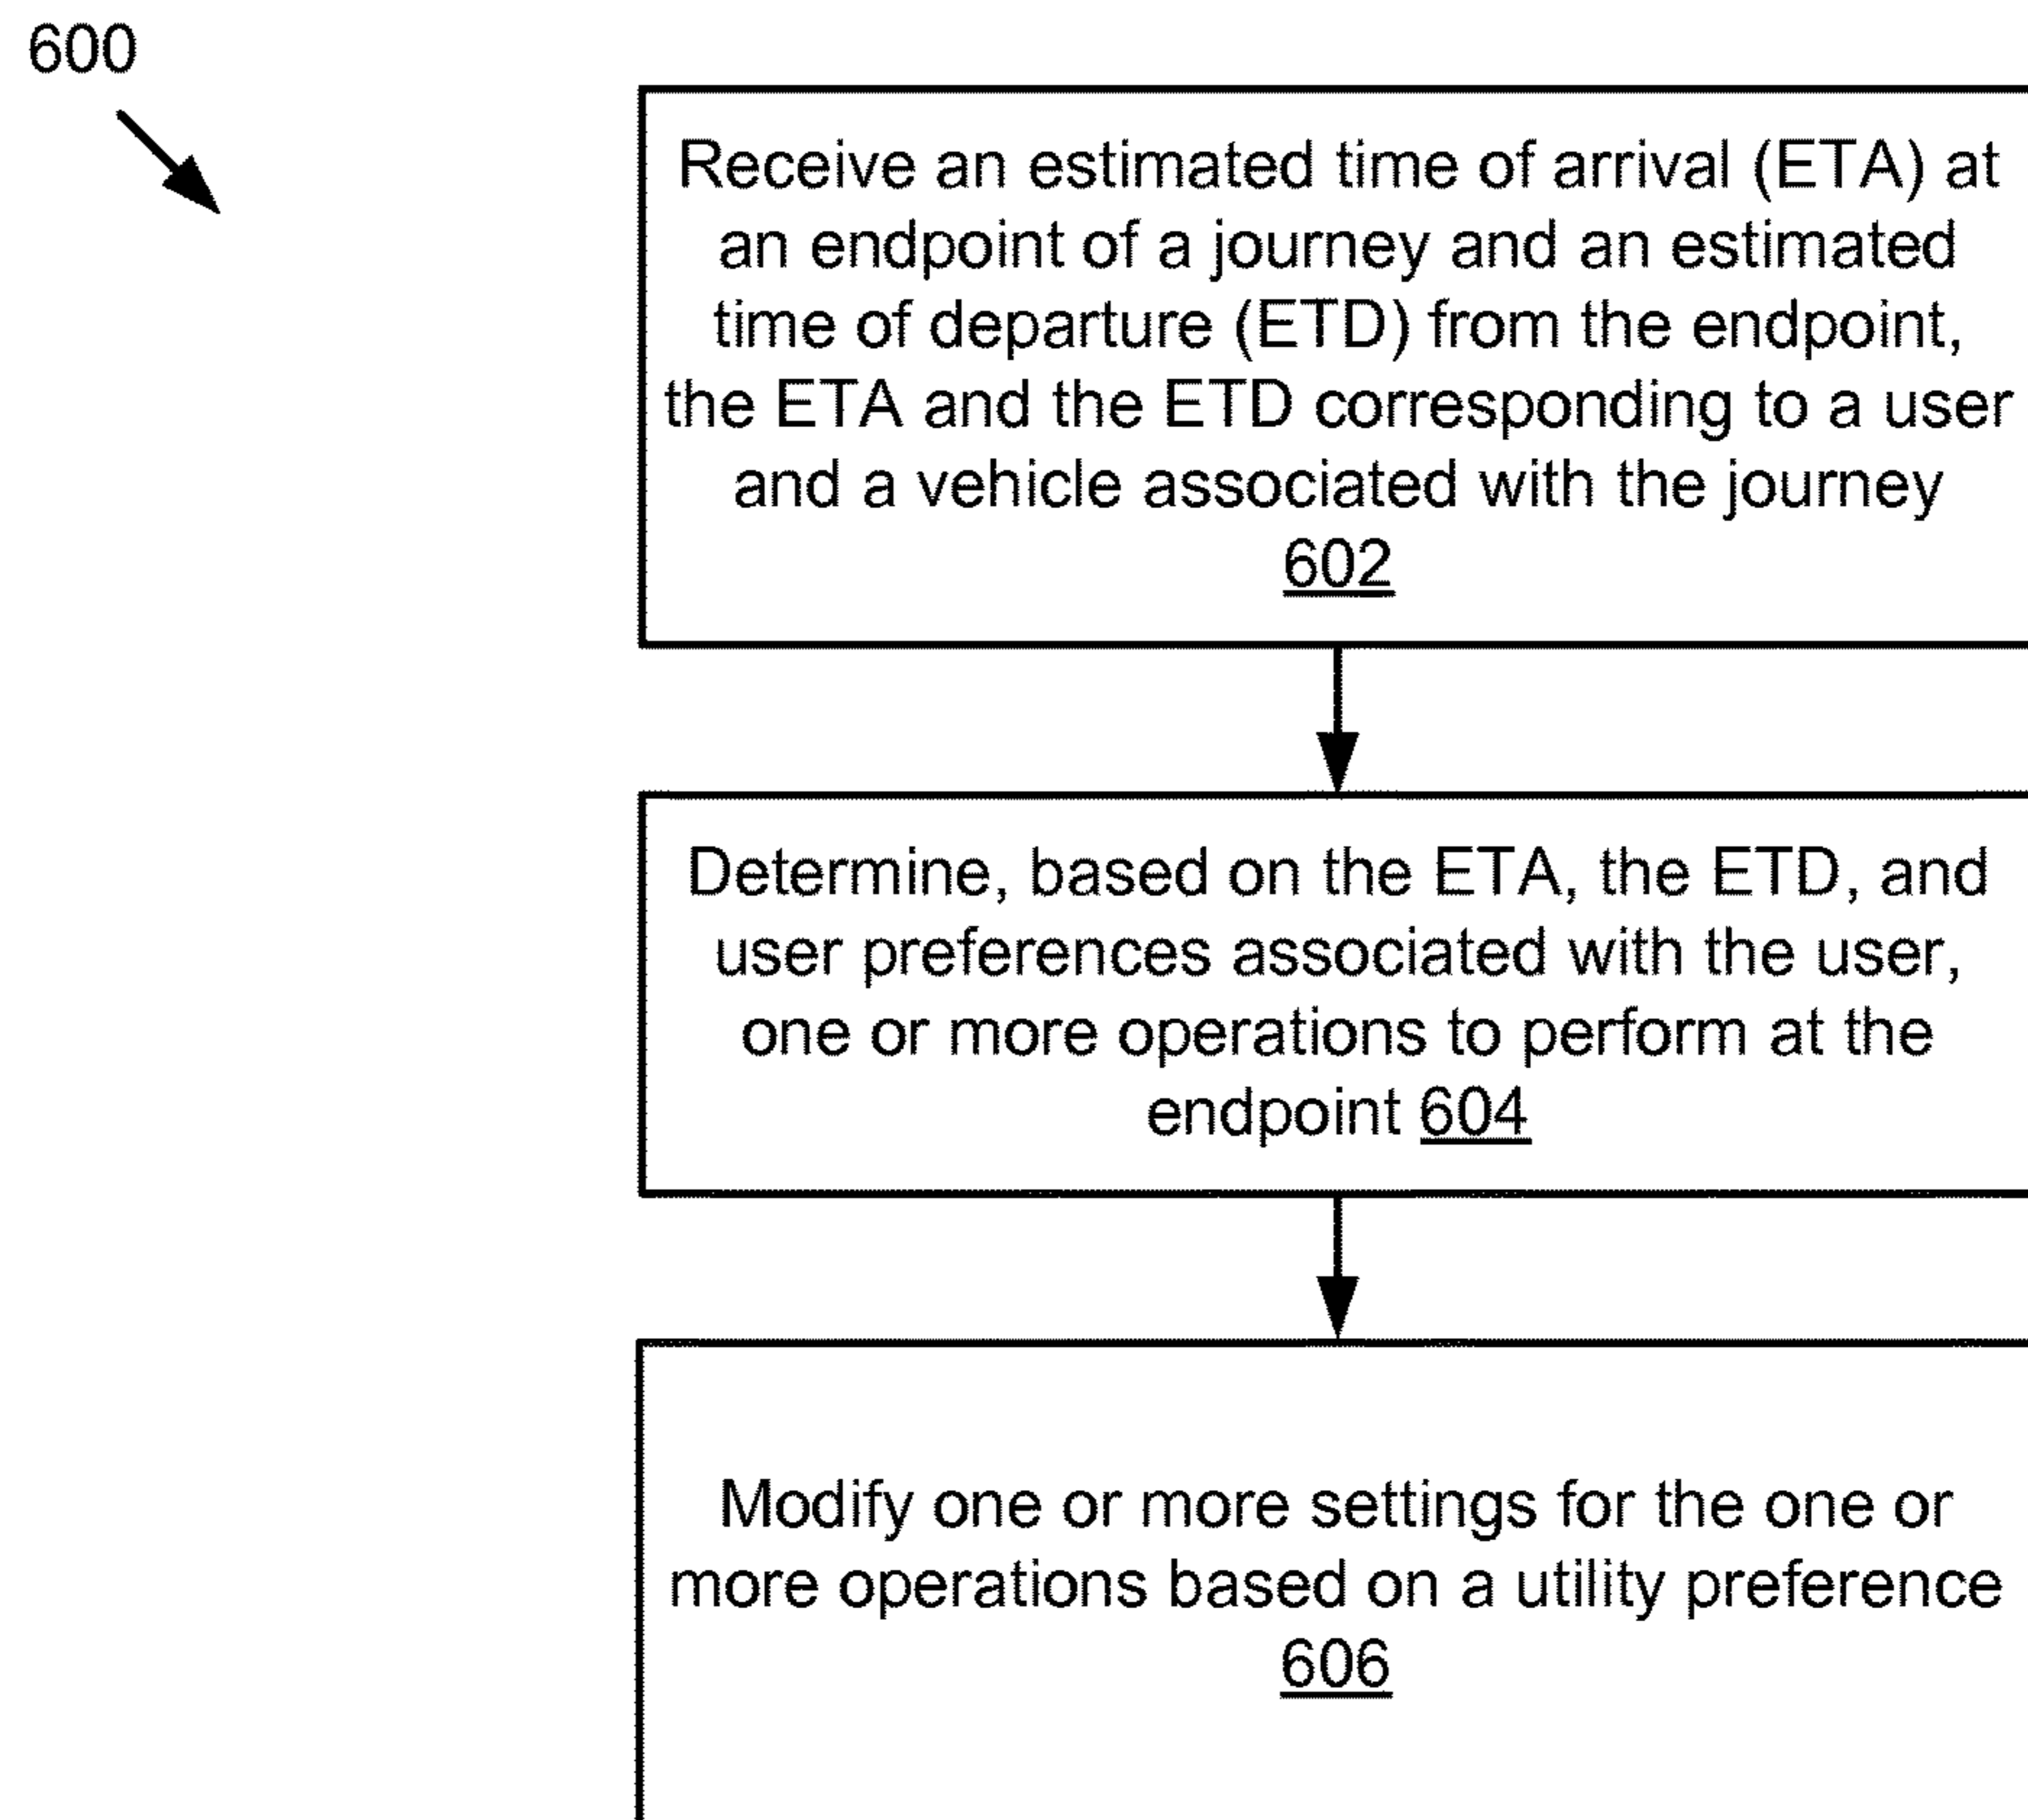 600
Receive an estimated time of arrival (ETA) at
an endpoint of a journey and an estimated
time of departure (ETD) from the endpoint,
the ETA and the ETD corresponding to a user
and a vehicle associated with the journey
602
Determine, based on the ETA, the ETD, and
user preferences associated with the user,
one or more operations to perform at the
endpoint 604
Modify one or more settings for the one or
more operations based on a utility preference
606